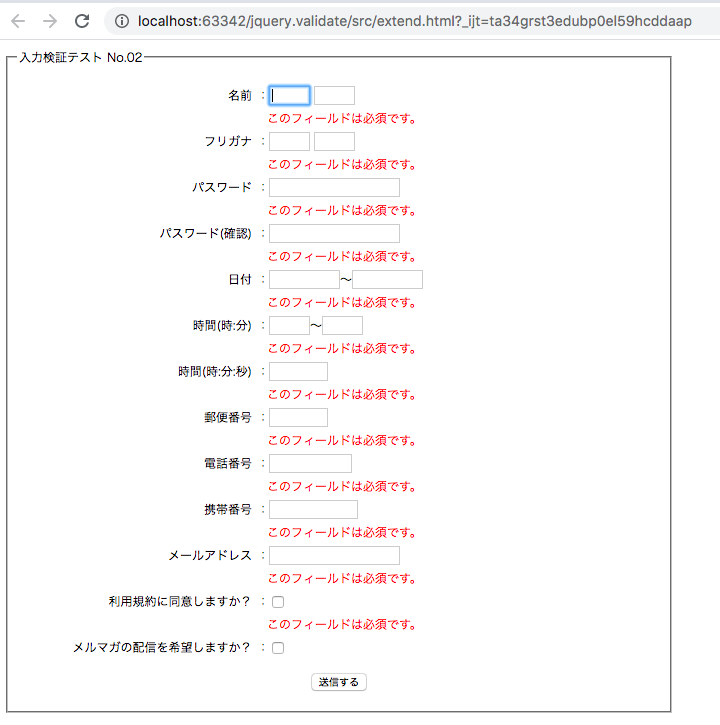 localhost:63342/jquery.validate/src/extend.html?_ijt=ta34grst3edubp0el59hcddaap
入力検証テスト No.02
名前 :
このフィールドは必須です。
フリガナ :
このフィールドは必須です。
パスワード :
このフィールドは必須です。
パスワード(確認) :
このフィールドは必須です。
日付 : 〜
このフィールドは必須です。
時間(時:分) : 〜
このフィールドは必須です。
時間(時:分:秒) :
このフィールドは必須です。
郵便番号 :
このフィールドは必須です。
電話番号 :
このフィールドは必須です。
携帯番号 :
このフィールドは必須です。
メールアドレス :
このフィールドは必須です。
利用規約に同意しますか？ :
このフィールドは必須です。
メルマガの配信を希望しますか？ :
送信する